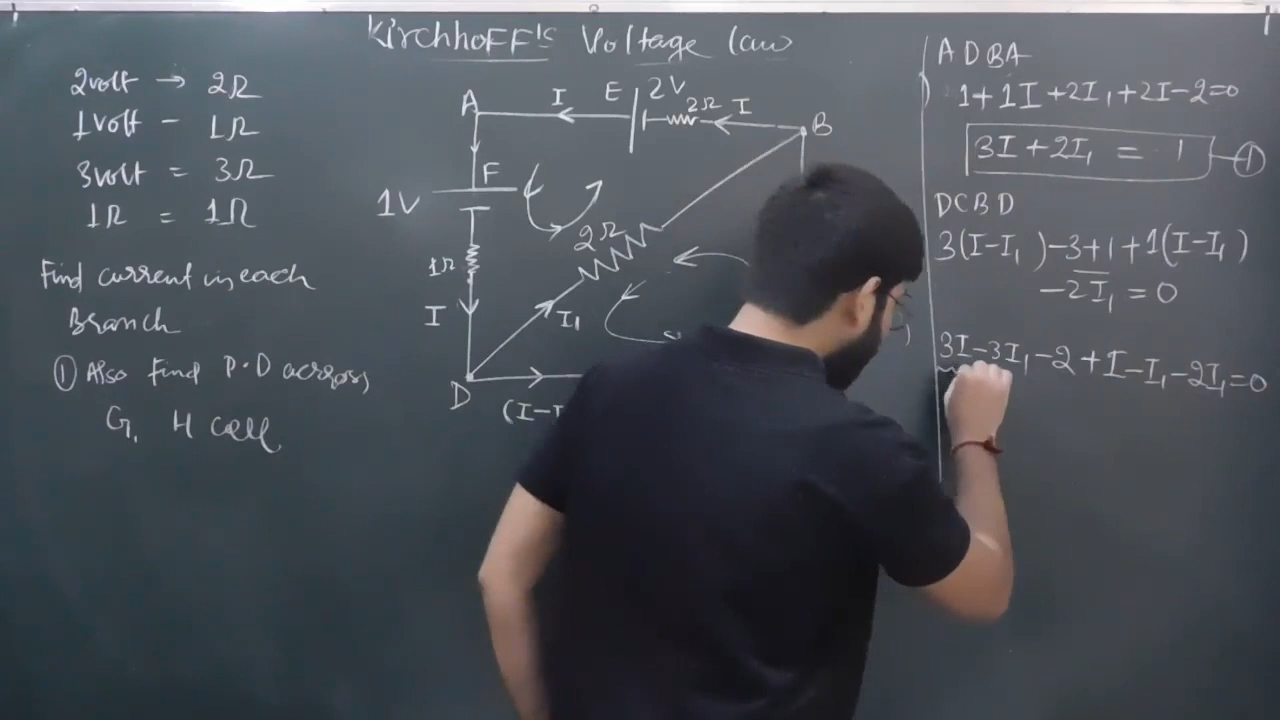 Kirchhoff's Voltage law
2volt → 2Ω
1volt - 1Ω
3volt = 3Ω
1Ω = 1Ω
Find current in each
Branch
① Also Find P.D across,
G, H cell
A
I
E
2V
2Ω
I
B
F
1V
2Ω
1Ω
I
I₁
D
(I-I
)
ADBA
1+1I+2I₁+2I-2=0
3I+2I₁ = 1 -①
DCBD
3(I-I₁)-3+1+1(I-I₁)
-2I₁=0
3I-3I₁-2+I-I₁-2I₁=0